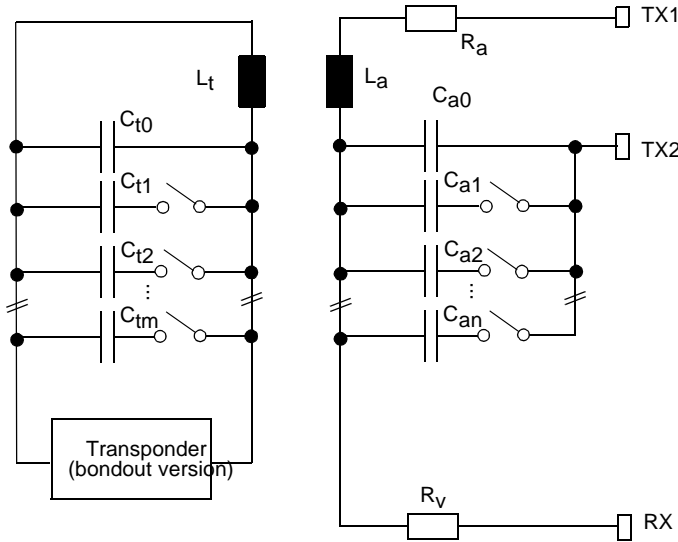 TX1
Ra
Lt
La
Ca0
Ct0
TX2
Ct1
Ca1
Ct2
Ca2
...
...
Ctm
Can
Transponder
(bondout version)
Rv
RX